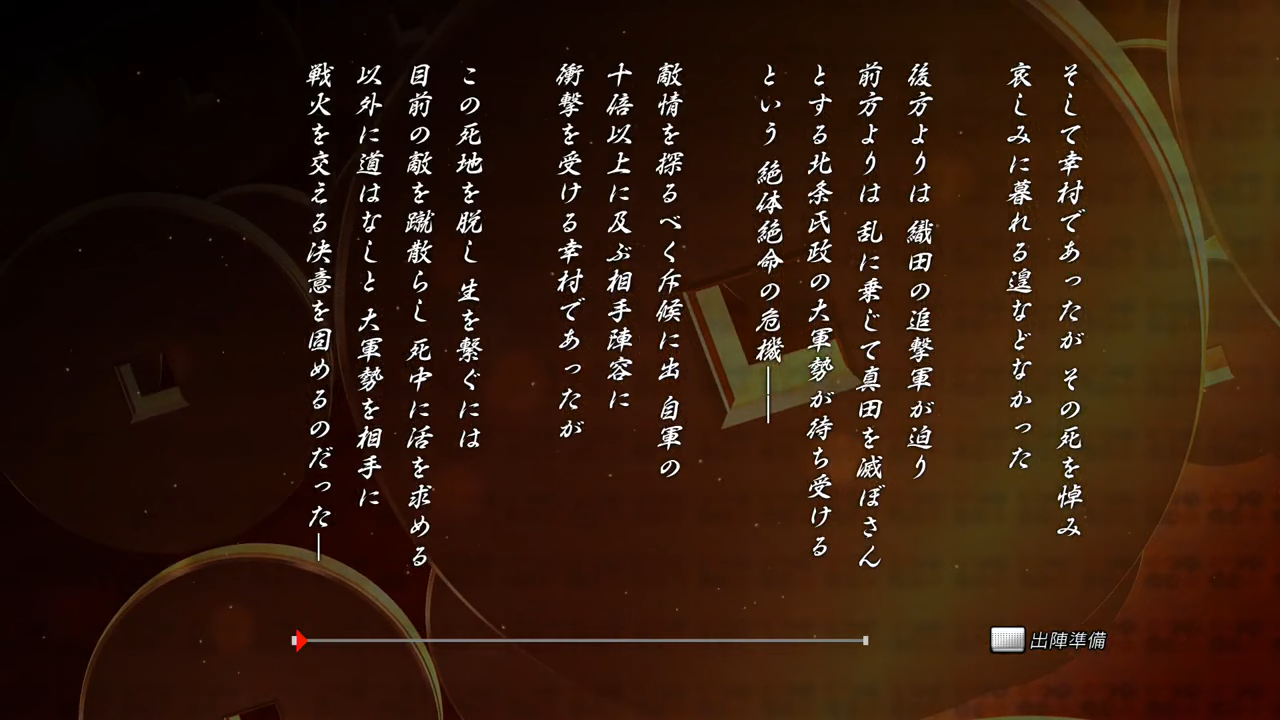 そして幸村であったが その死を悼み
哀しみに暮れる遑などなかった
後方よりは 織田の追撃軍が迫り
前方よりは 乱に乗じて真田を滅ぼさん
とする北条氏政の大軍勢が待ち受ける
という 絶体絶命の危機――
敵情を探るべく斥候に出 自軍の
十倍以上に及ぶ相手陣容に
衝撃を受ける幸村であったが
この死地を脱し 生を繋ぐには
目前の敵を蹴散らし 死中に活を求める
以外に道はなしと 大軍勢を相手に
戦火を交える決意を固めるのだった―
出陣準備